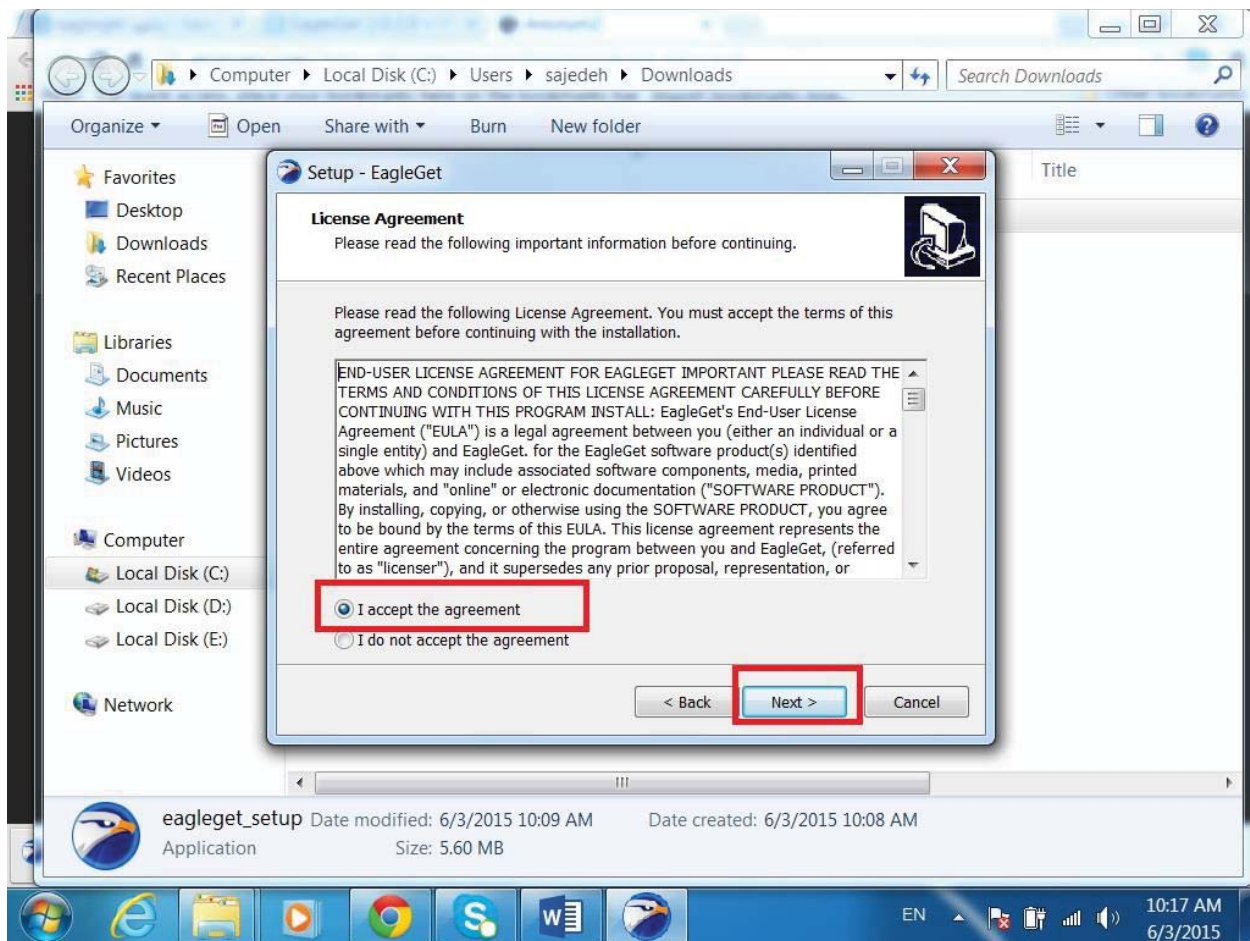 Computer ▸ Local Disk (C:) ▸ Users ▸ sajedeh ▸ Downloads
Search Downloads
Organize
Open
Share with
Burn
New folder
Favorites
Desktop
Downloads
Recent Places
Libraries
Documents
Music
Pictures
Videos
Computer
Local Disk (C:)
Local Disk (D:)
Local Disk (E:)
Network
Title
Setup - EagleGet
License Agreement
Please read the following important information before continuing.
Please read the following License Agreement. You must accept the terms of this
agreement before continuing with the installation.
END-USER LICENSE AGREEMENT FOR EAGLEGET IMPORTANT PLEASE READ THE
TERMS AND CONDITIONS OF THIS LICENSE AGREEMENT CAREFULLY BEFORE
CONTINUING WITH THIS PROGRAM INSTALL: EagleGet's End-User License
Agreement ("EULA") is a legal agreement between you (either an individual or a
single entity) and EagleGet. for the EagleGet software product(s) identified
above which may include associated software components, media, printed
materials, and "online" or electronic documentation ("SOFTWARE PRODUCT").
By installing, copying, or otherwise using the SOFTWARE PRODUCT, you agree
to be bound by the terms of this EULA. This license agreement represents the
entire agreement concerning the program between you and EagleGet, (referred
to as "licenser"), and it supersedes any prior proposal, representation, or
I accept the agreement
I do not accept the agreement
< Back
Next >
Cancel
eagleget_setup Date modified: 6/3/2015 10:09 AM Date created: 6/3/2015 10:08 AM
Application Size: 5.60 MB
EN
10:17 AM
6/3/2015